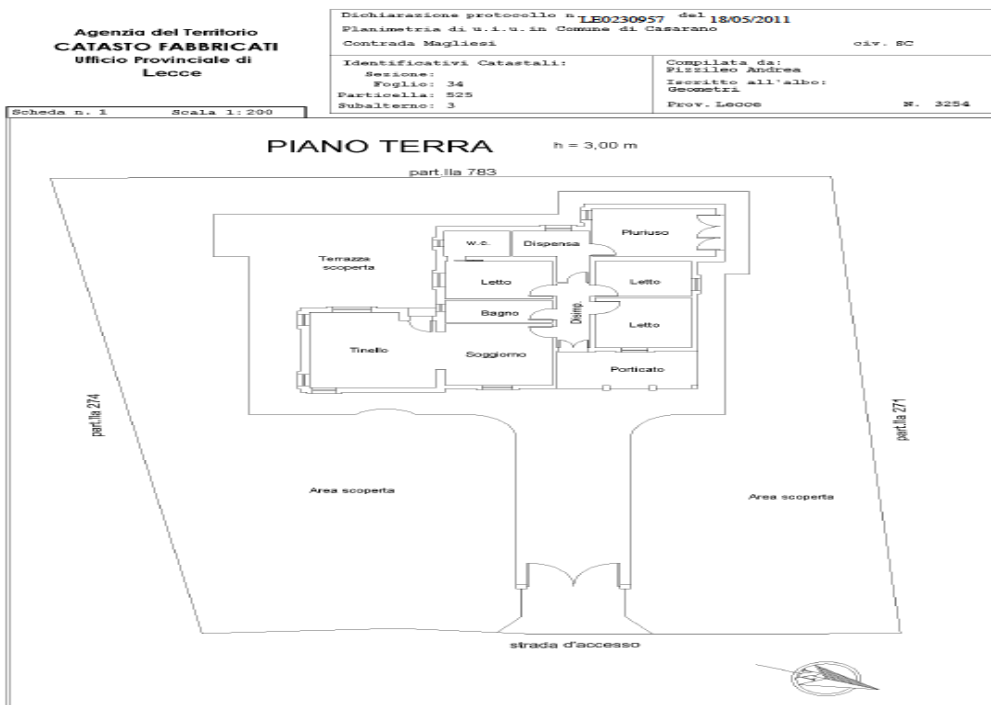 Agenzia del Territorio
CATASTO FABBRICATI
Ufficio Provinciale di
Lecce
Dichiarazione protocollo n. LE0230957 del 18/05/2011
Planimetria di u.i.u. in Comune di Casarano
Contrada Magliesi civ. SC
Identificativi Catastali:
Sezione:
Foglio: 34
Particella: 525
Subalterno: 3
Compilata da:
Pizzileo Andrea
Iscritto all'albo:
Geometri
Prov. Lecce N. 3254
Scheda n. 1 Scala 1:200
PIANO TERRA h = 3,00 m
part.lla 783
Pluriuso
w.c. Dispensa
Terrazza
scoperta
Letto Letto
Bagno Disimp.
Letto
Tinello Soggiorno
Porticato
part.lla 274
part.lla 271
Area scoperta
Area scoperta
strada d'accesso